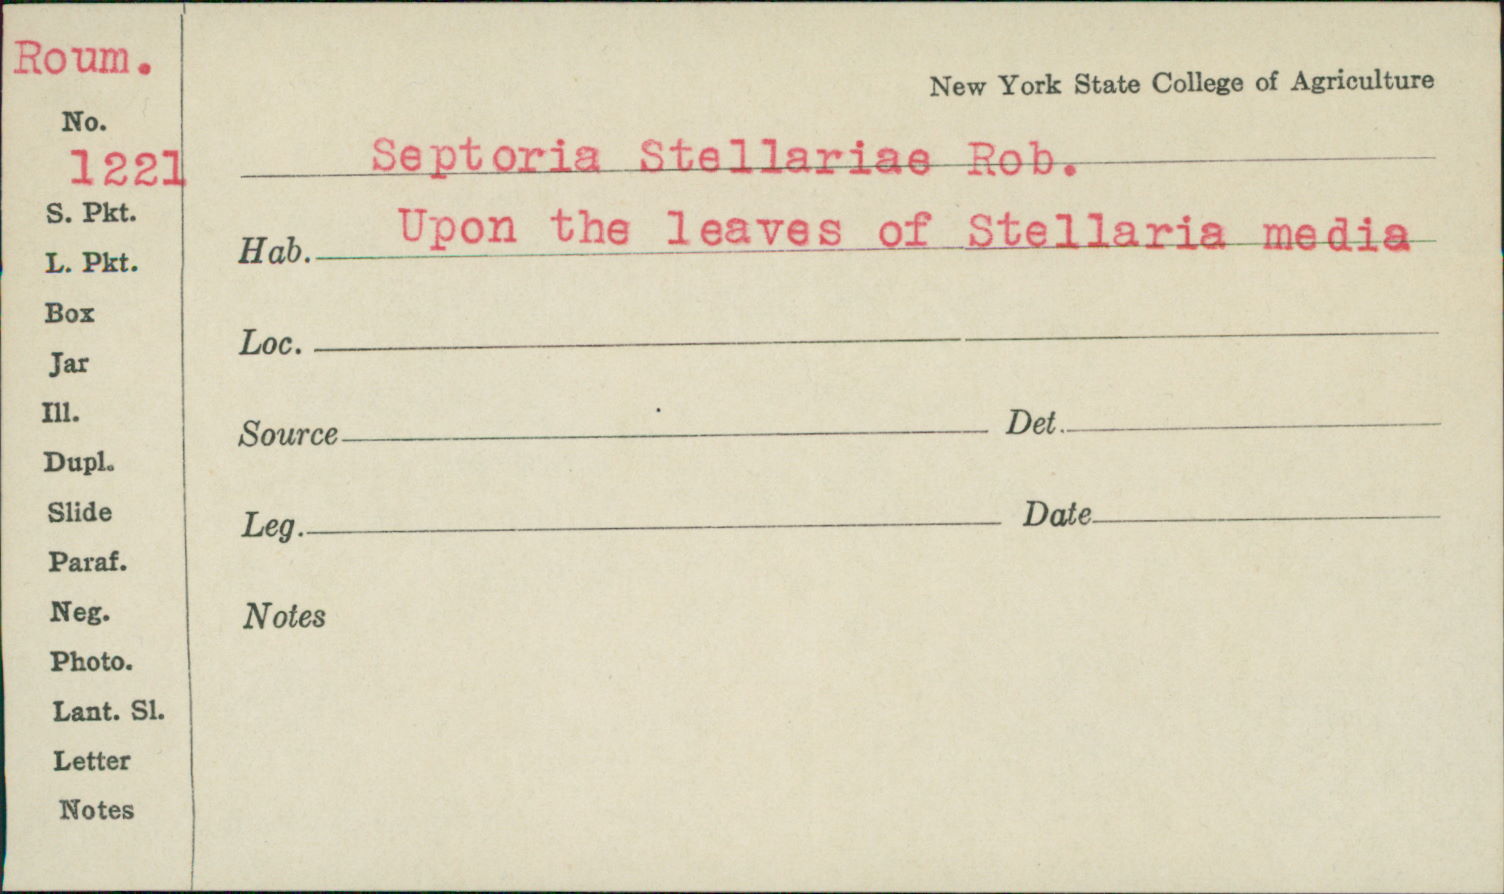 Roum.
No.
1221
S. Pkt.
L. Pkt.
Box
Jar
Ill.
Dupl.
Slide
Paraf.
Neg.
Photo.
Lant. Sl.
Letter
Notes
New York State College of Agriculture
Septoria Stellariae Rob.
Hab. Upon the leaves of Stellaria media
Loc.
Source Det.
Leg. Date
Notes